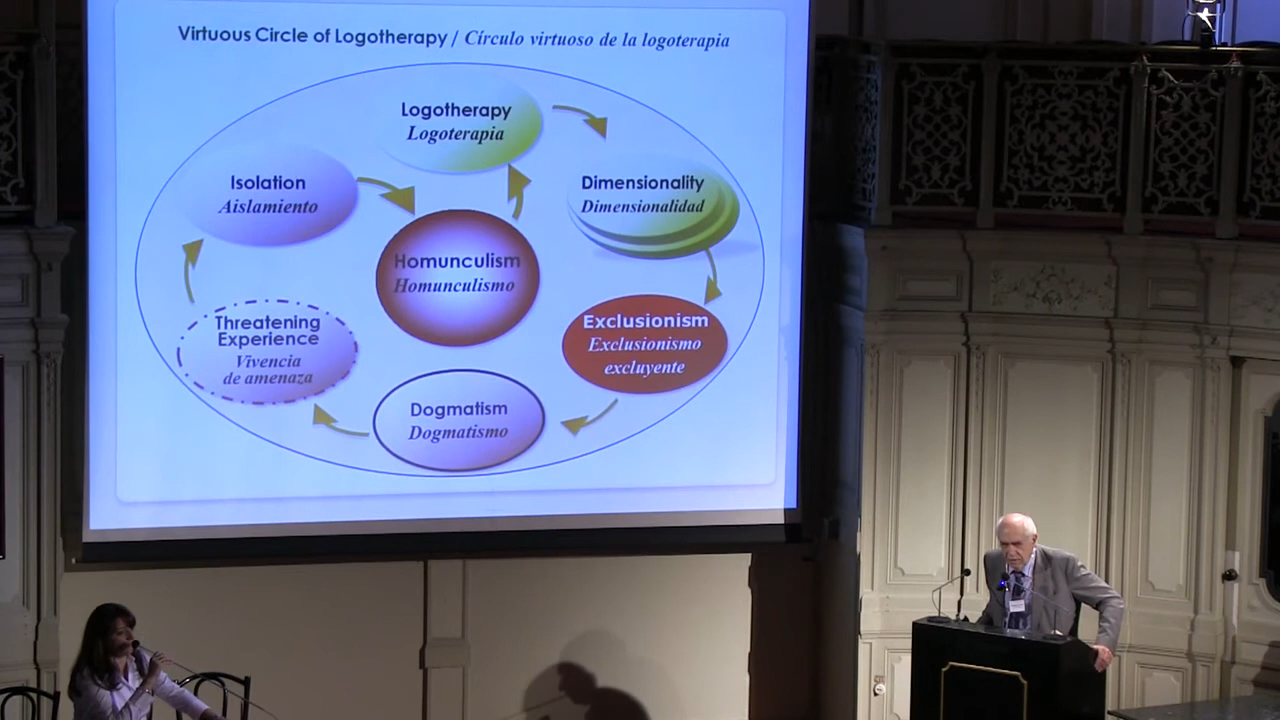 Virtuous Circle of Logotherapy / Círculo virtuoso de la logoterapia
Logotherapy
Logoterapia
Dimensionality
Dimensionalidad
Exclusionism
Exclusionismo
excluyente
Dogmatism
Dogmatismo
Threatening
Experience
Vivencia
de amenaza
Isolation
Aislamiento
Homunculism
Homunculismo